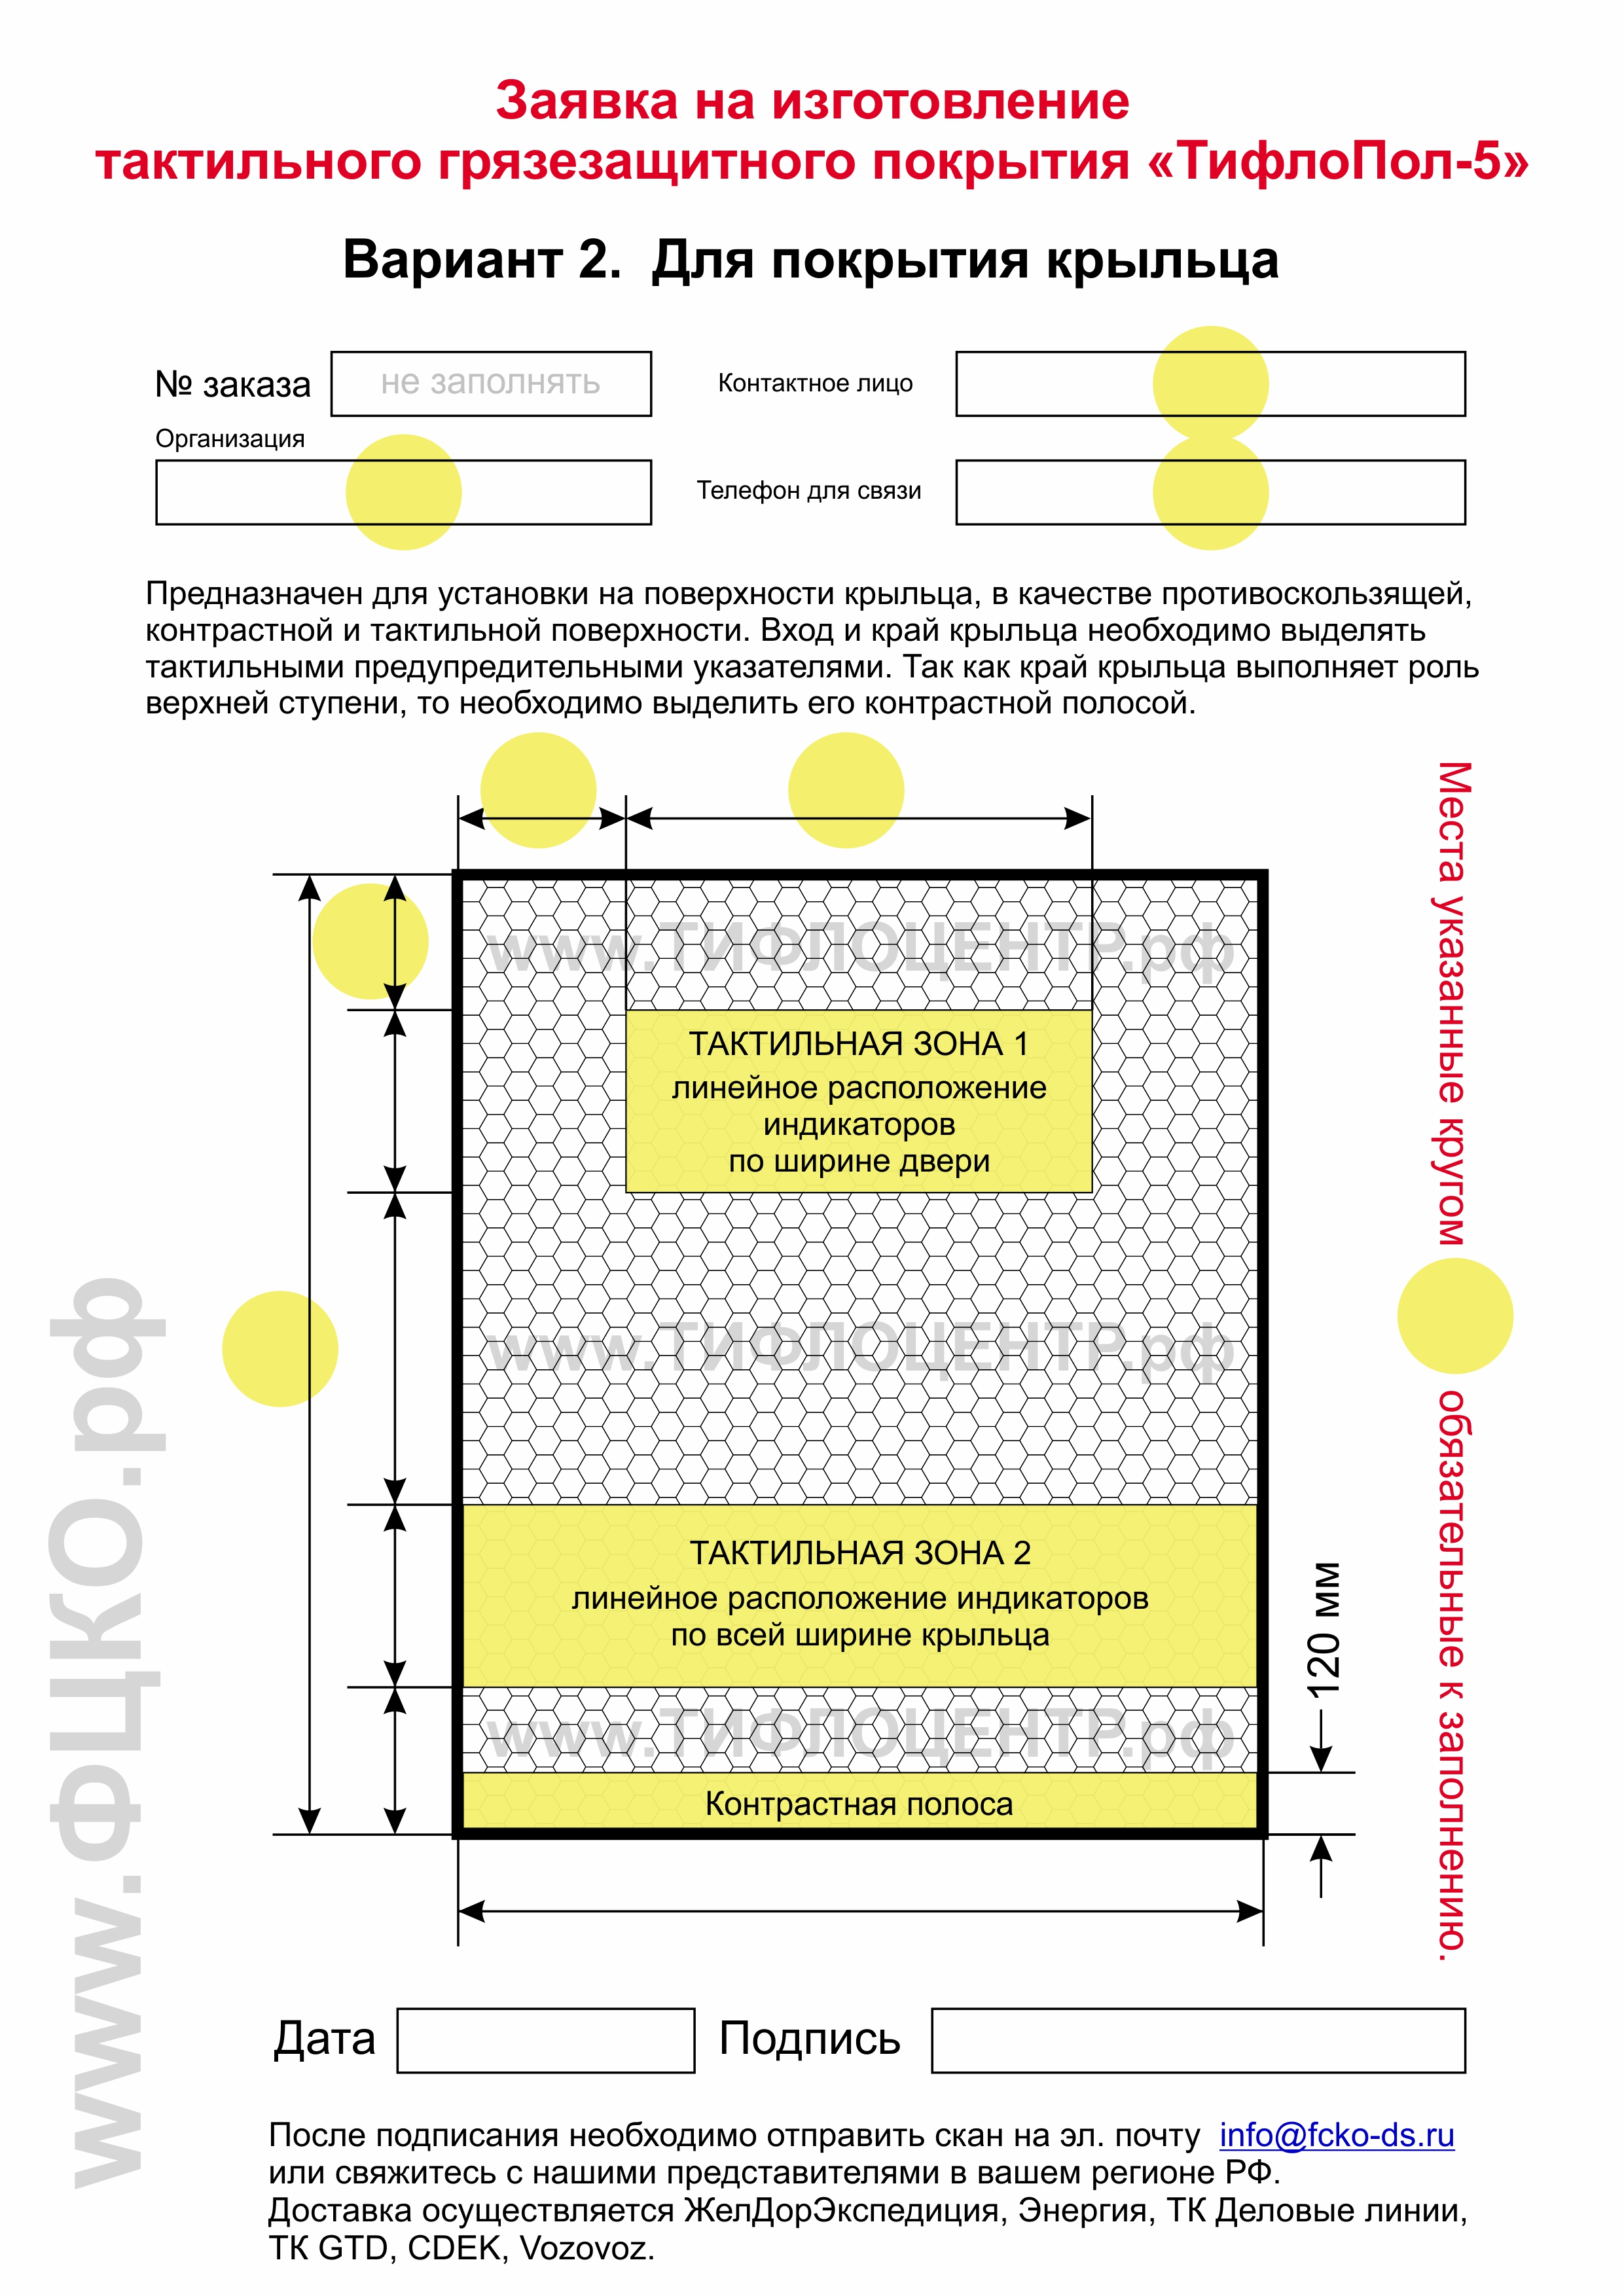 Заявка на изготовление
тактильного грязезащитного покрытия «ТифлоПол-5»
Вариант 2. Для покрытия крыльца
№ заказа
не заполнять
Контактное лицо
Организация
Телефон для связи
Предназначен для установки на поверхности крыльца, в качестве противоскользящей,
контрастной и тактильной поверхности. Вход и край крыльца необходимо выделять
тактильными предупредительными указателями. Так как край крыльца выполняет роль
верхней ступени, то необходимо выделить его контрастной полосой.
www.ТИФЛОЦЕНТР.рф
ТАКТИЛЬНАЯ ЗОНА 1
линейное расположение
индикаторов
по ширине двери
www.ТИФЛОЦЕНТР.рф
ТАКТИЛЬНАЯ ЗОНА 2
линейное расположение индикаторов
по всей ширине крыльца
www.ТИФЛОЦЕНТР.рф
Контрастная полоса
120 мм
Места указанные кругом обязательные к заполнению.
www.ФЦКО.рф
Дата
Подпись
После подписания необходимо отправить скан на эл. почту info@fcko-ds.ru
или свяжитесь с нашими представителями в вашем регионе РФ.
Доставка осуществляется ЖелДорЭкспедиция, Энергия, ТК Деловые линии,
ТК GTD, CDEK, Vozovoz.